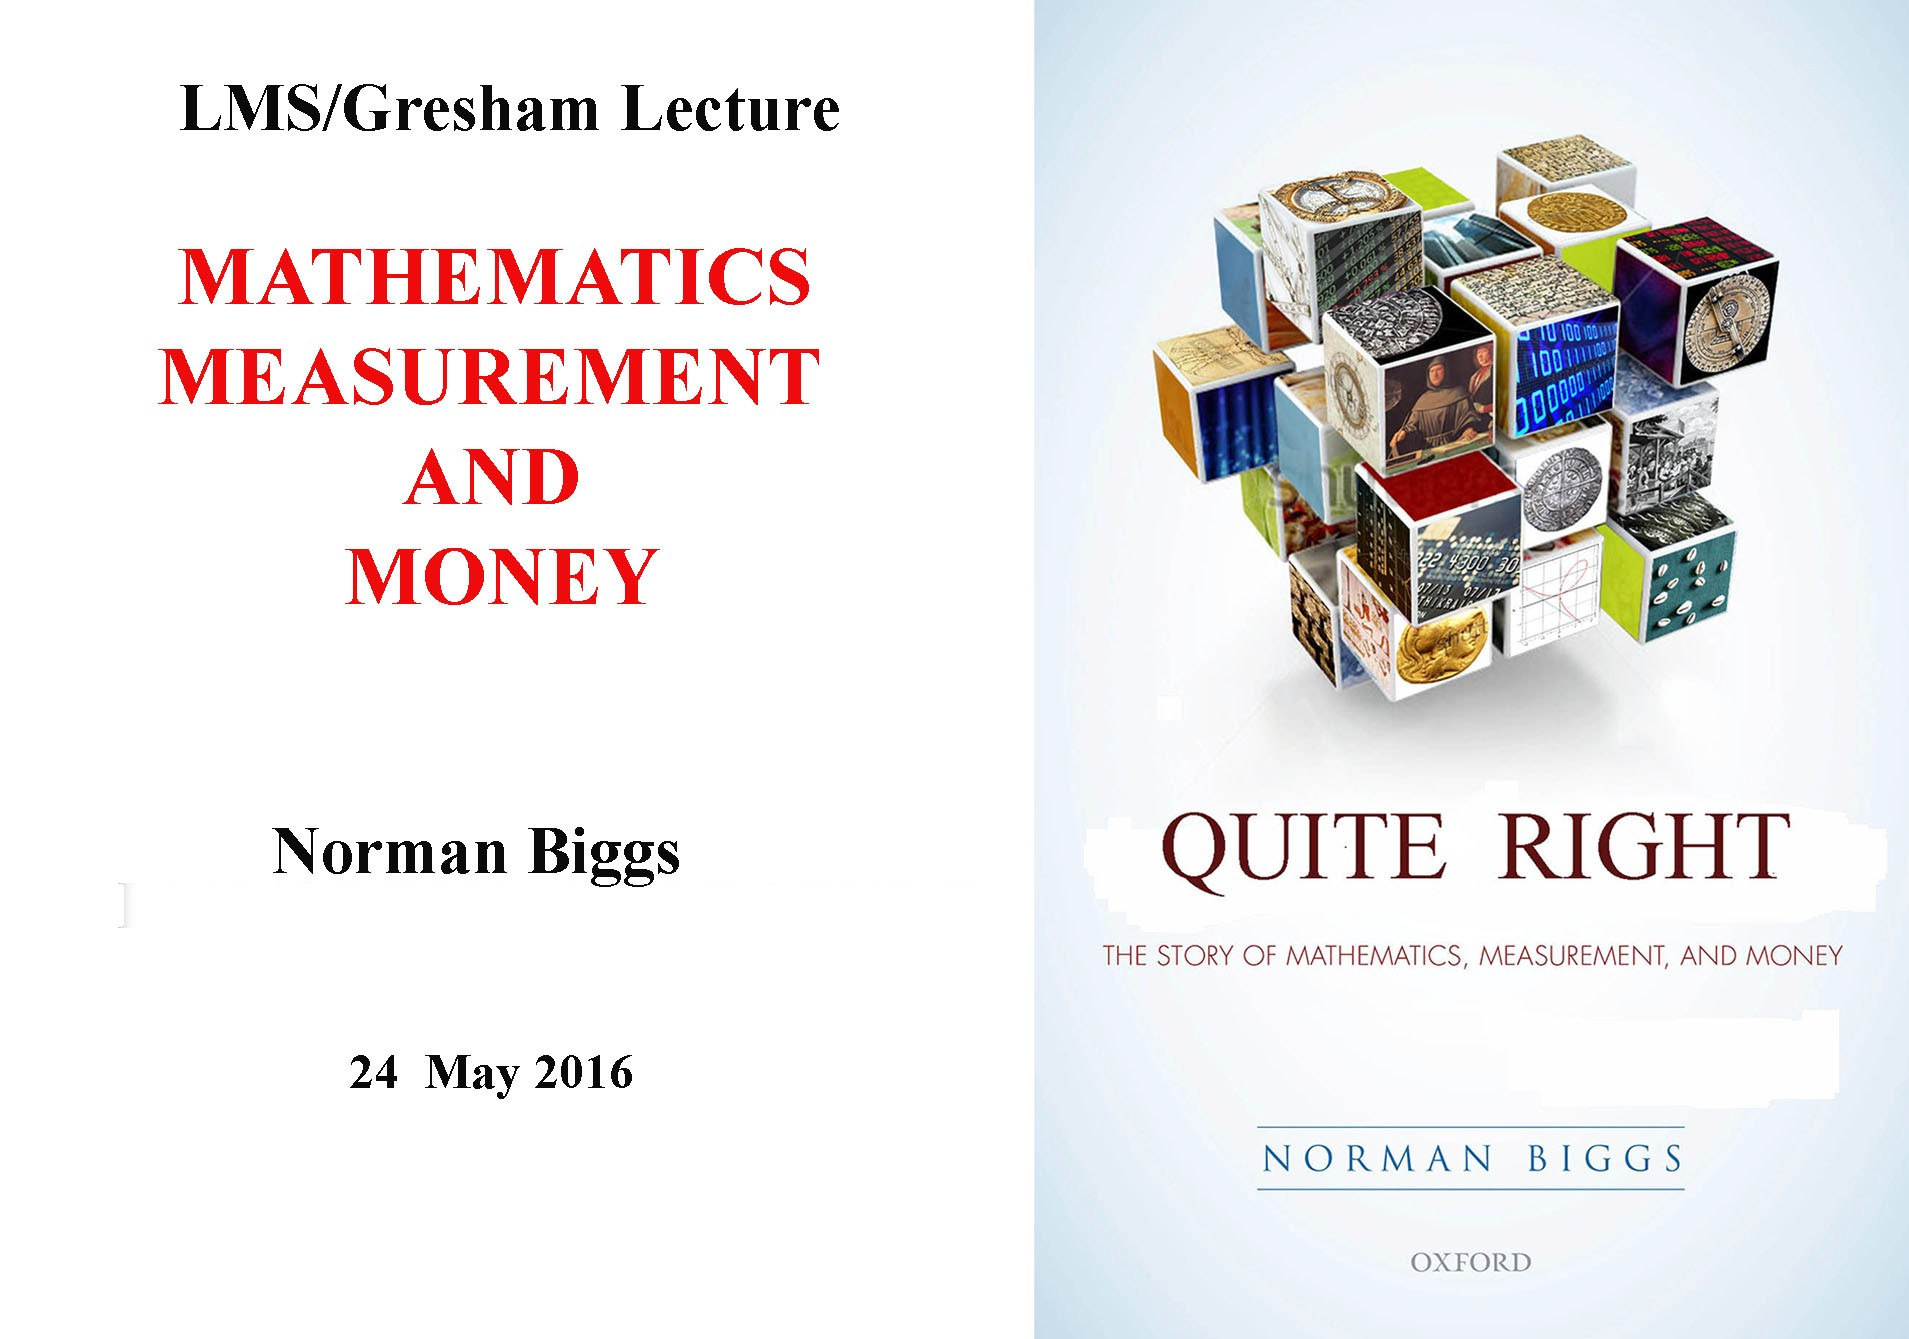 LMS/Gresham Lecture
MATHEMATICS
MEASUREMENT
AND
MONEY
Norman Biggs
24 May 2016
QUITE RIGHT
THE STORY OF MATHEMATICS, MEASUREMENT, AND MONEY
NORMAN BIGGS
OXFORD